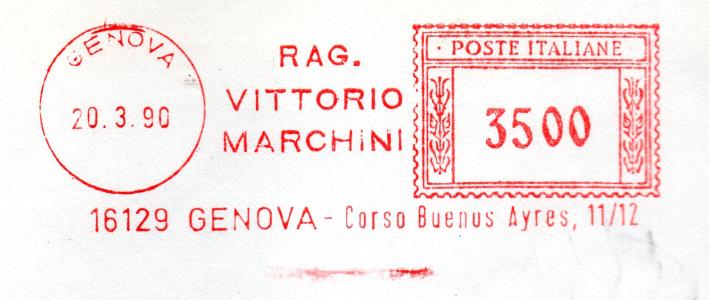 GENOVA
20.3.90
RAG.
VITTORIO
MARCHINI
· POSTE ITALIANE ·
3500
16129 GENOVA - Corso Buenos Ayres, 11/12